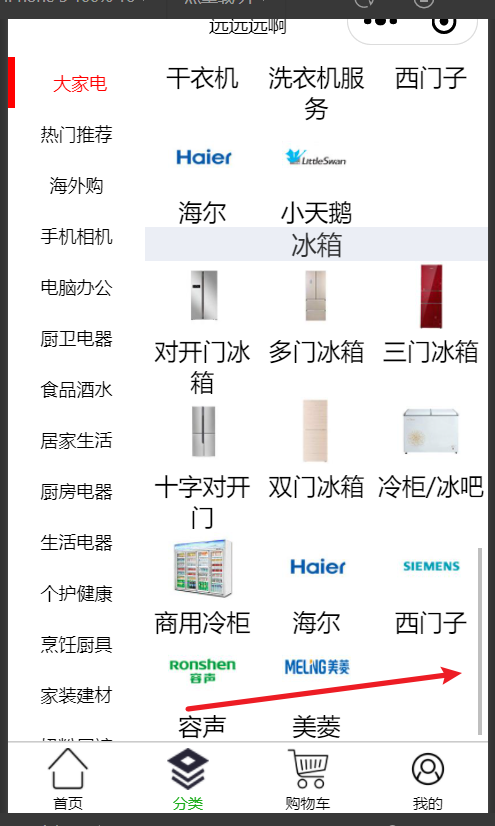 远远远啊
大家电
热门推荐
海外购
手机相机
电脑办公
厨卫电器
食品酒水
居家生活
厨房电器
生活电器
个护健康
烹饪厨具
家装建材
干衣机
洗衣机服
务
西门子
Haier
LittleSwan
海尔
小天鹅
冰箱
对开门冰
箱
多门冰箱
三门冰箱
十字对开
门
双门冰箱
冷柜/冰吧
Haier
SIEMENS
商用冷柜
海尔
西门子
Ronshen
容声
MELNG美菱
容声
美菱
首页
分类
购物车
我的